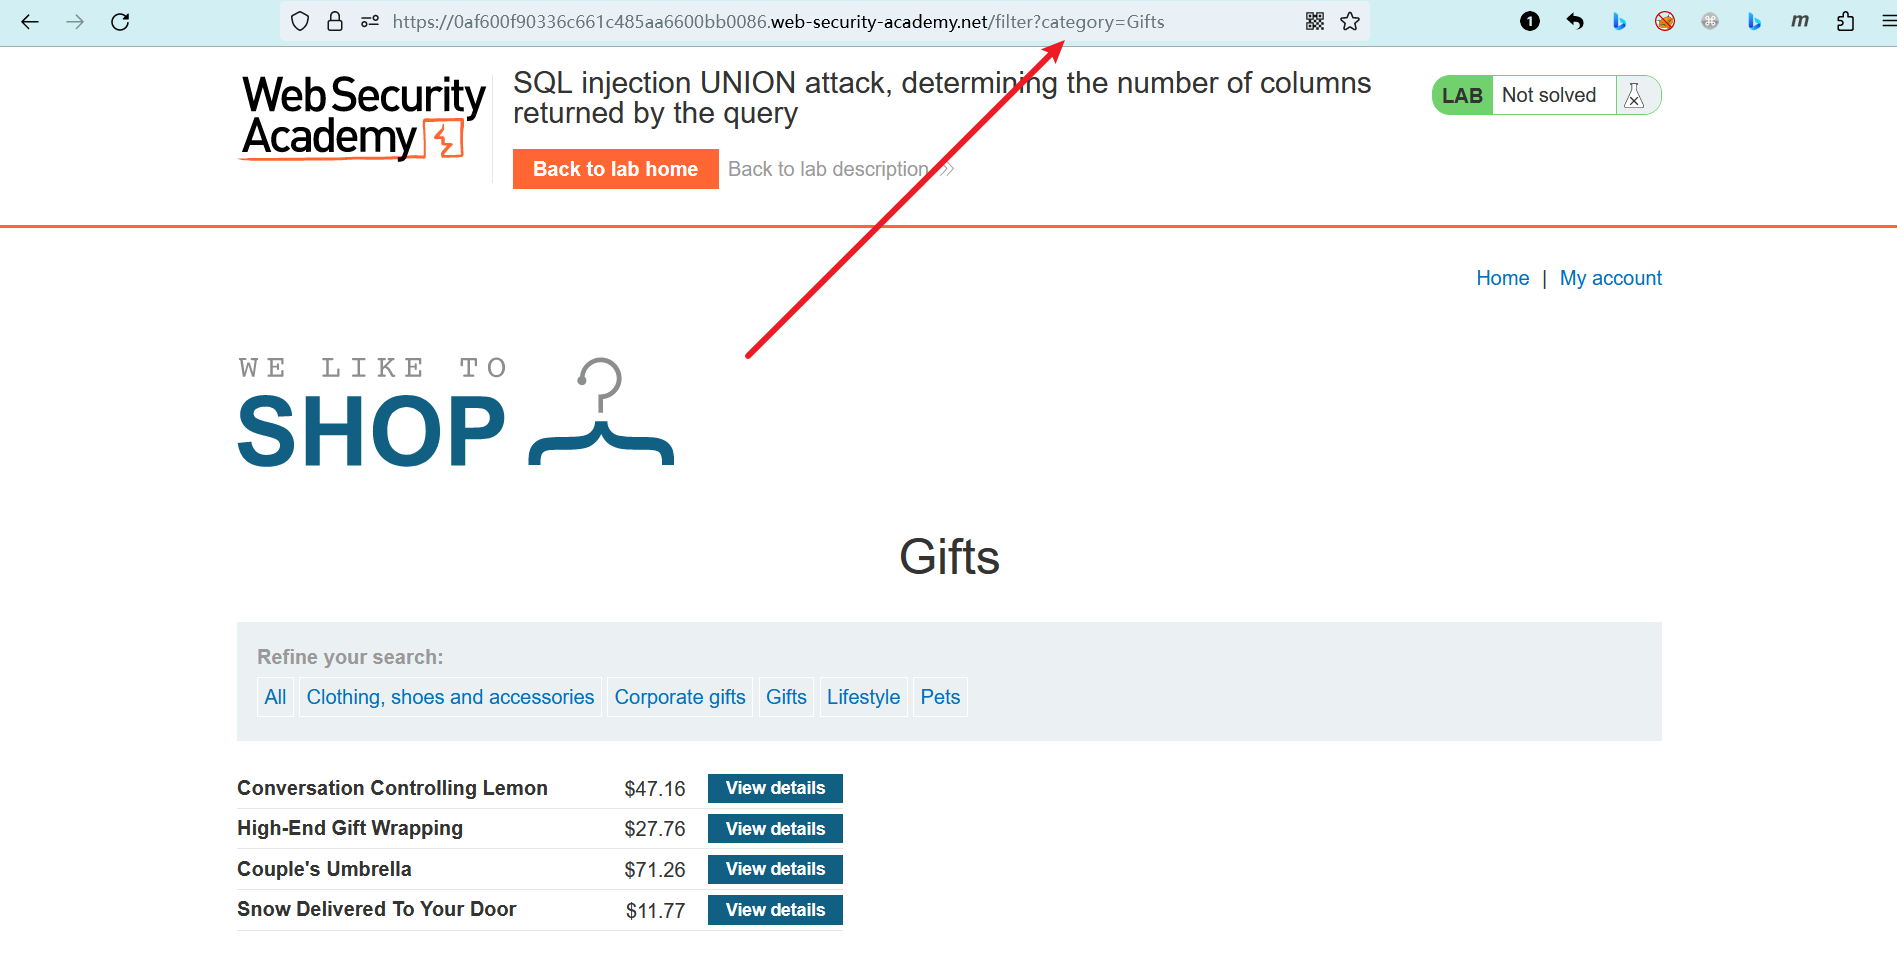 https://0af600f90336c661c485aa6600bb0086.web-security-academy.net/filter?category=Gifts
1
m
Web Security
Academy
SQL injection UNION attack, determining the number of columns
returned by the query
LAB Not solved
Back to lab home Back to lab description
Home | My account
WE LIKE TO
SHOP
Gifts
Refine your search:
All Clothing, shoes and accessories Corporate gifts Gifts Lifestyle Pets
Conversation Controlling Lemon $47.16 View details
High-End Gift Wrapping $27.76 View details
Couple's Umbrella $71.26 View details
Snow Delivered To Your Door $11.77 View details